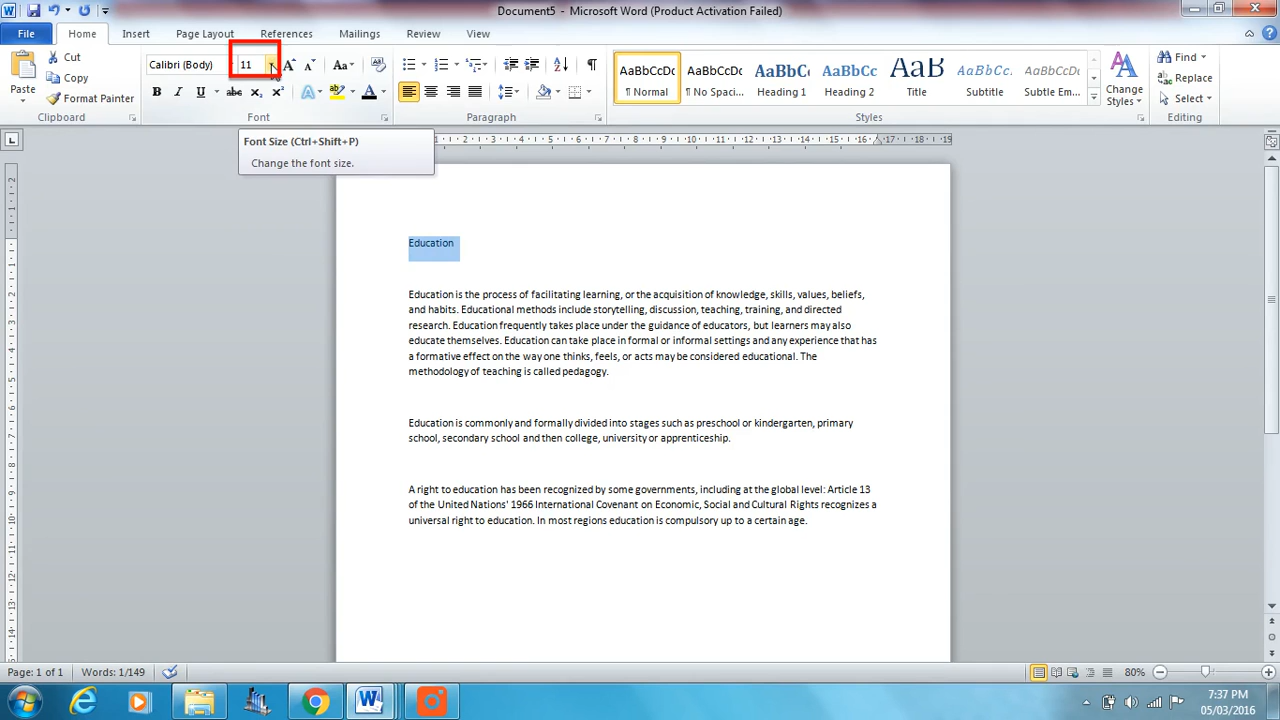 Document5 - Microsoft Word (Product Activation Failed)
File Home Insert Page Layout References Mailings Review View
Paste
Cut
Copy
Format Painter
Clipboard
Calibri (Body) 11
Font
Paragraph
AaBbCcDc AaBbCcDc AaBbCc AaBbCc AaB AaBbCc. AaBbCcDc
¶ Normal ¶ No Spaci... Heading 1 Heading 2 Title Subtitle Subtle Em...
Change Styles
Styles
Find
Replace
Select
Editing
Font Size (Ctrl+Shift+P)
Change the font size.
Education
Education is the process of facilitating learning, or the acquisition of knowledge, skills, values, beliefs,
and habits. Educational methods include storytelling, discussion, teaching, training, and directed
research. Education frequently takes place under the guidance of educators, but learners may also
educate themselves. Education can take place in formal or informal settings and any experience that has
a formative effect on the way one thinks, feels, or acts may be considered educational. The
methodology of teaching is called pedagogy.
Education is commonly and formally divided into stages such as preschool or kindergarten, primary
school, secondary school and then college, university or apprenticeship.
A right to education has been recognized by some governments, including at the global level: Article 13
of the United Nations' 1966 International Covenant on Economic, Social and Cultural Rights recognizes a
universal right to education. In most regions education is compulsory up to a certain age.
Page: 1 of 1 Words: 1/149 80%
7:37 PM
05/03/2016